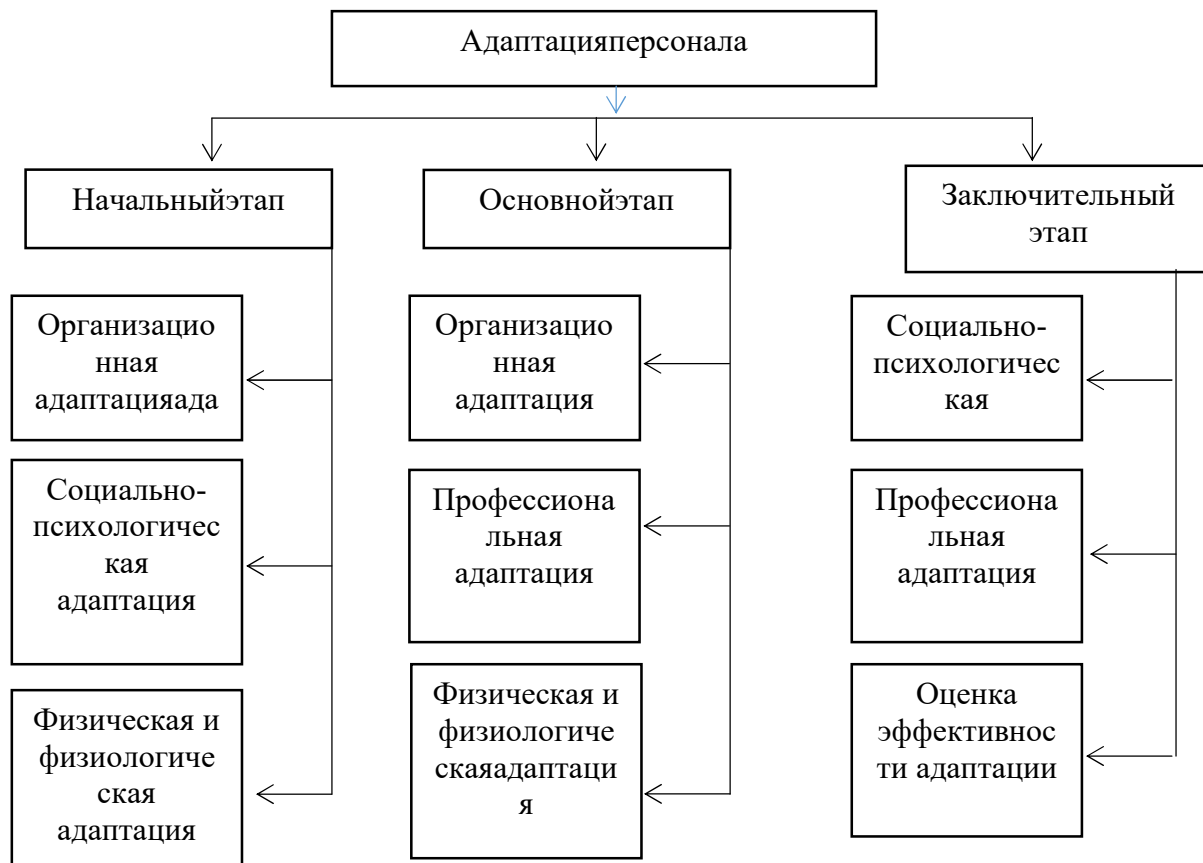 Адаптацияперсонала
Начальныйэтап
Основнойэтап
Заключительный
этап
Организацио
нная
адаптацияада
Организацио
нная
адаптация
Социально-
психологичес
кая
Социально-
психологичес
кая
адаптация
Профессиона
льная
адаптация
Профессиона
льная
адаптация
Физическая и
физиологиче
ская
адаптация
Физическая и
физиологиче
скаяадаптаци
я
Оценка
эффективнос
ти адаптации